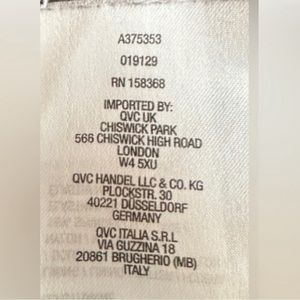 A375353
019129
RN 158368
IMPORTED BY:
QVC UK
CHISWICK PARK
566 CHISWICK HIGH ROAD
LONDON
W4 5XU
QVC HANDEL LLC & CO. KG
PLOCKSTR. 30
40221 DÜSSELDORF
GERMANY
QVC ITALIA S.R.L
VIA GUZZINA 18
20861 BRUGHERIO (MB)
ITALY